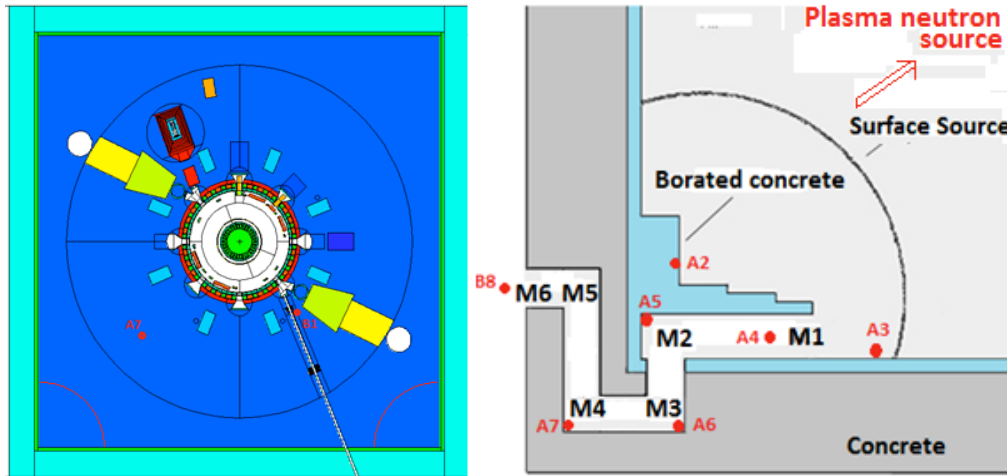 A7
B1
Plasma neutron
source
Surface Source
Borated concrete
A2
B8
M6
M5
A5
M2
A4
M1
A3
M4
M3
A7
A6
Concrete